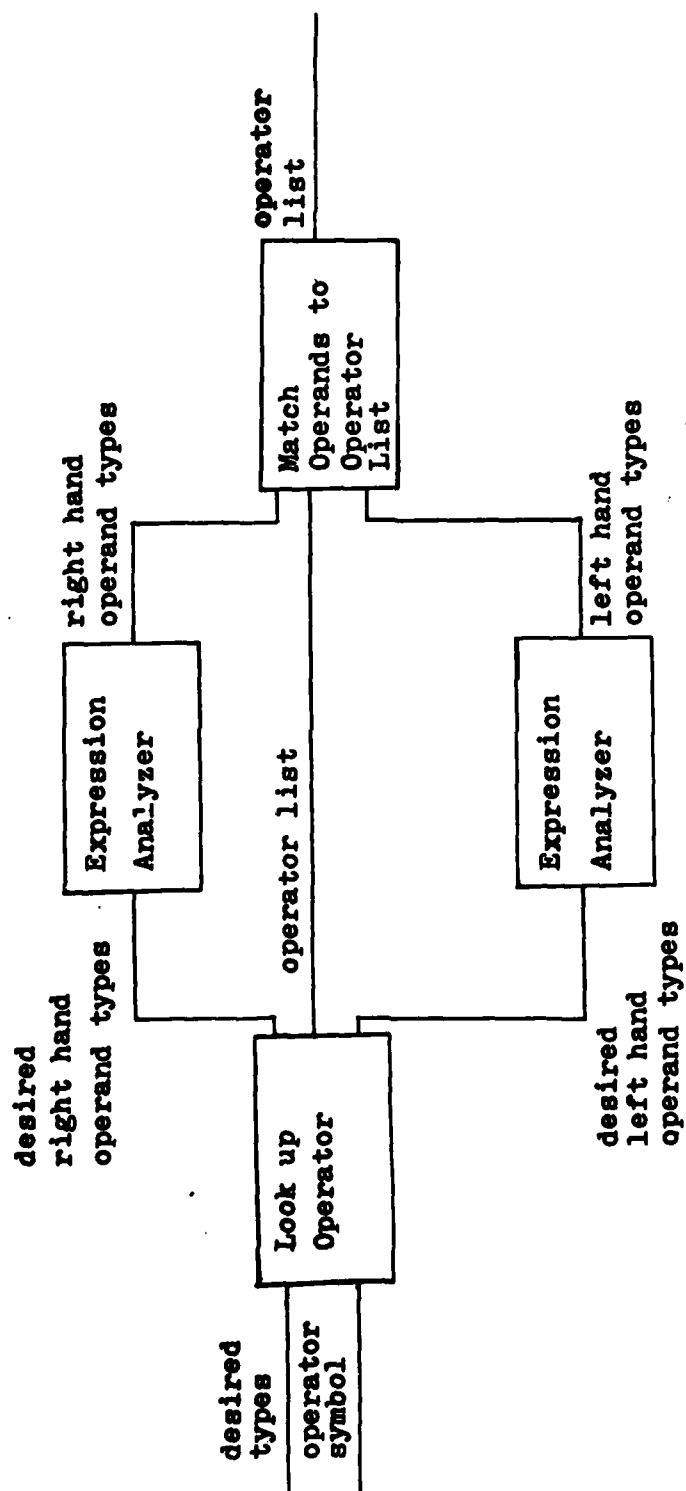 desired
types
operator
symbol
Look up
Operator
desired
right hand
operand types
operator list
desired
left hand
operand types
Expression
Analyzer
Expression
Analyzer
right hand
operand types
left hand
operand types
Match
Operands to
Operator
List
operator
list